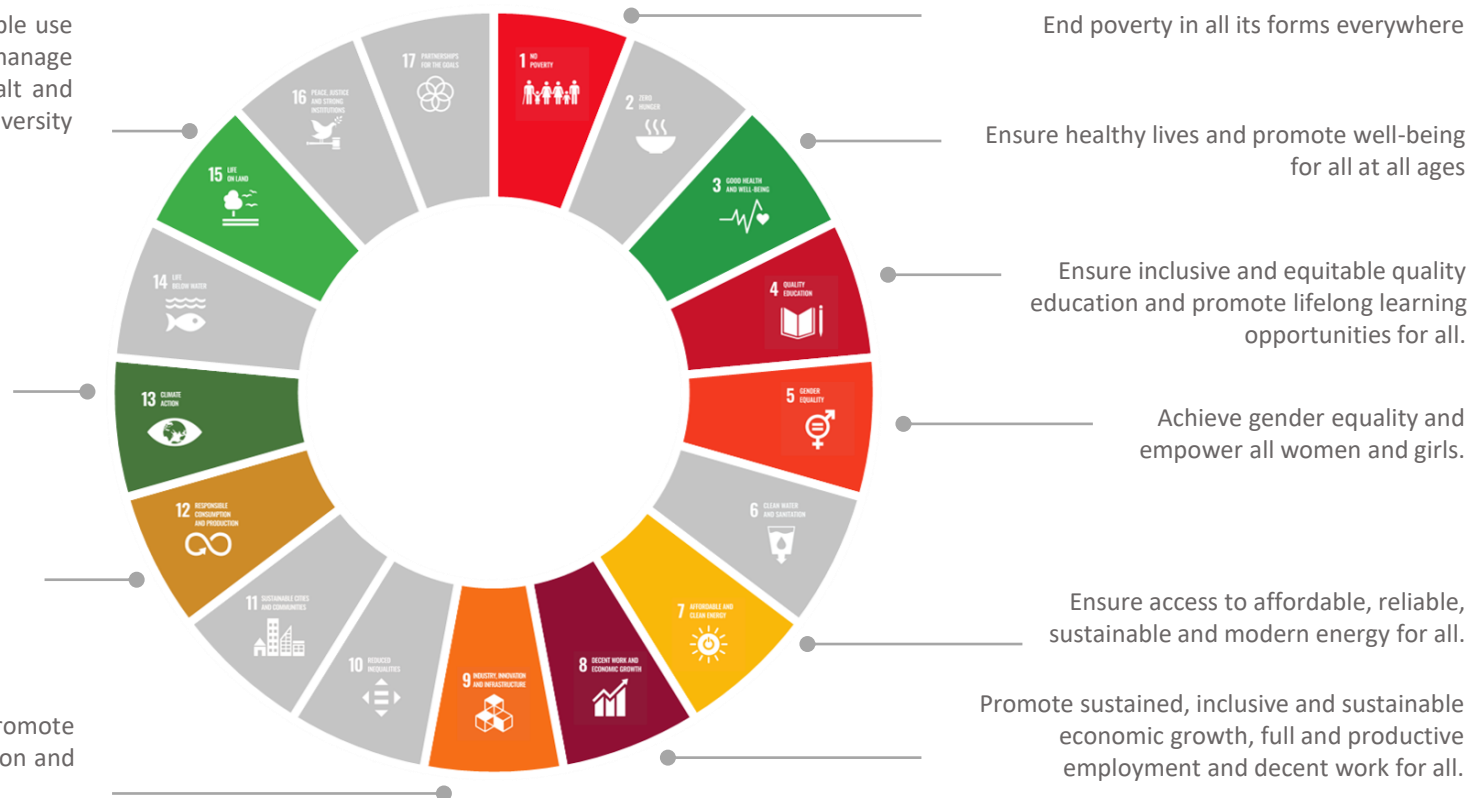 ble use
manage
alt and
versity
romote
on and
1 NO
POVERTY
2 ZERO
HUNGER
3 GOOD HEALTH
AND WELL-BEING
4 QUALITY
EDUCATION
5 GENDER
EQUALITY
6 CLEAN WATER
AND SANITATION
7 AFFORDABLE AND
CLEAN ENERGY
8 DECENT WORK AND
ECONOMIC GROWTH
9 INDUSTRY, INNOVATION
AND INFRASTRUCTURE
10 REDUCED
INEQUALITIES
11 SUSTAINABLE CITIES
AND COMMUNITIES
12 RESPONSIBLE
CONSUMPTION
AND PRODUCTION
13 CLIMATE
ACTION
14 LIFE
BELOW WATER
15 LIFE
ON LAND
16 PEACE, JUSTICE
AND STRONG
INSTITUTIONS
17 PARTNERSHIPS
FOR THE GOALS
End poverty in all its forms everywhere
Ensure healthy lives and promote well-being
for all at all ages
Ensure inclusive and equitable quality
education and promote lifelong learning
opportunities for all.
Achieve gender equality and
empower all women and girls.
Ensure access to affordable, reliable,
sustainable and modern energy for all.
Promote sustained, inclusive and sustainable
economic growth, full and productive
employment and decent work for all.